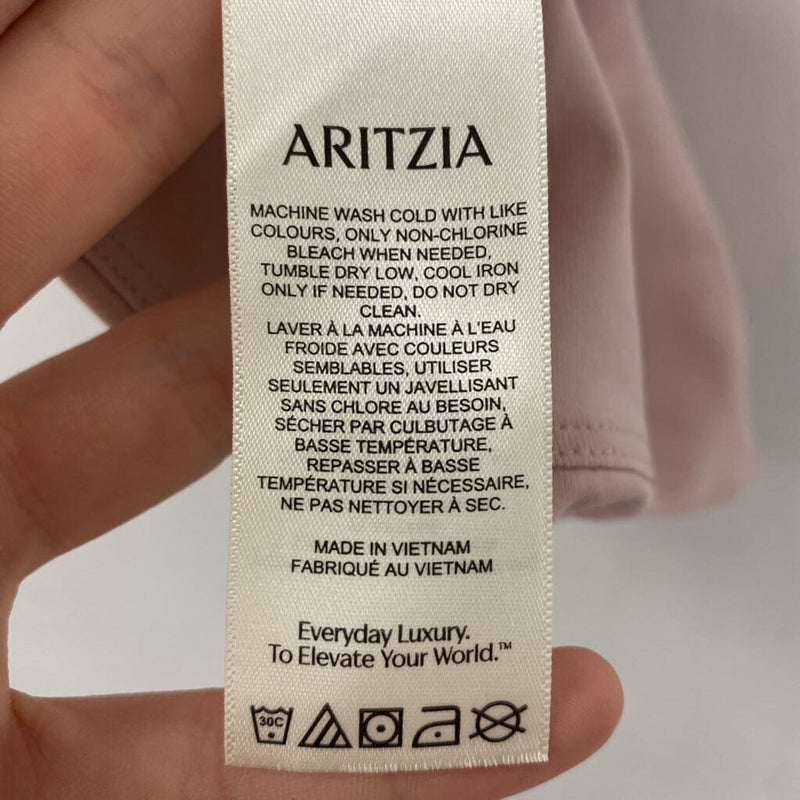 ARITZIA
MACHINE WASH COLD WITH LIKE
COLOURS, ONLY NON-CHLORINE
BLEACH WHEN NEEDED,
TUMBLE DRY LOW, COOL IRON
ONLY IF NEEDED, DO NOT DRY
CLEAN.
LAVER À LA MACHINE À L'EAU
FROIDE AVEC COULEURS
SEMBLABLES, UTILISER
SEULEMENT UN JAVELLISANT
SANS CHLORE AU BESOIN,
SÉCHER PAR CULBUTAGE À
BASSE TEMPÉRATURE,
REPASSER À BASSE
TEMPÉRATURE SI NÉCESSAIRE,
NE PAS NETTOYER À SEC.
MADE IN VIETNAM
FABRIQUÉ AU VIETNAM
Everyday Luxury.
To Elevate Your World.™
30C